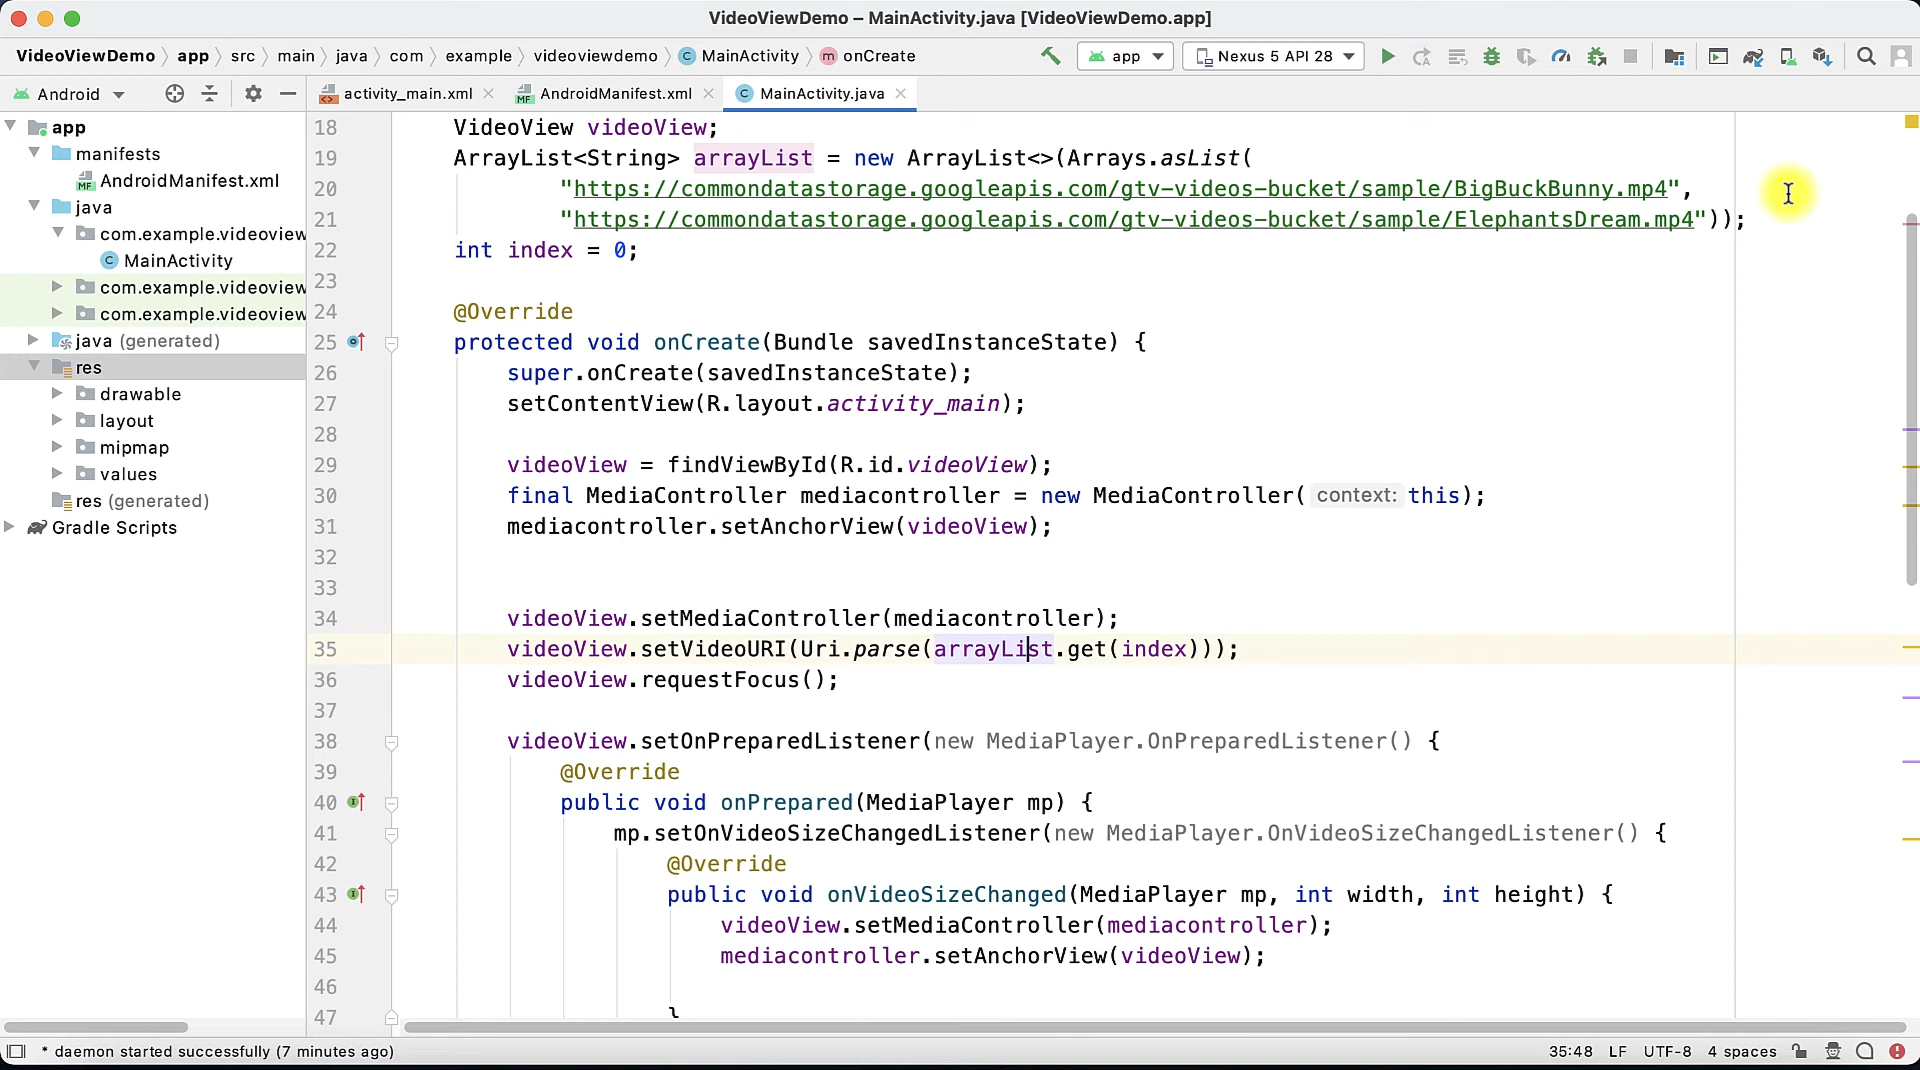 VideoViewDemo – MainActivity.java [VideoViewDemo.app]
VideoViewDemo app src main java com example videoviewdemo C MainActivity m onCreate app Nexus 5 API 28
Android activity_main.xml MF AndroidManifest.xml C MainActivity.java
app
manifests
MF AndroidManifest.xml
java
com.example.videoview
C MainActivity
com.example.videoview
com.example.videoview
java (generated)
res
drawable
layout
mipmap
values
res (generated)
Gradle Scripts
18 VideoView videoView;
19 ArrayList<String> arrayList = new ArrayList<>(Arrays.asList(
20 "https://commondatastorage.googleapis.com/gtv-videos-bucket/sample/BigBuckBunny.mp4",
21 "https://commondatastorage.googleapis.com/gtv-videos-bucket/sample/ElephantsDream.mp4"));
22 int index = 0;
23
24 @Override
25 protected void onCreate(Bundle savedInstanceState) {
26 super.onCreate(savedInstanceState);
27 setContentView(R.layout.activity_main);
28
29 videoView = findViewById(R.id.videoView);
30 final MediaController mediacontroller = new MediaController( context: this);
31 mediacontroller.setAnchorView(videoView);
32
33
34 videoView.setMediaController(mediacontroller);
35 videoView.setVideoURI(Uri.parse(arrayList.get(index)));
36 videoView.requestFocus();
37
38 videoView.setOnPreparedListener(new MediaPlayer.OnPreparedListener() {
39 @Override
40 public void onPrepared(MediaPlayer mp) {
41 mp.setOnVideoSizeChangedListener(new MediaPlayer.OnVideoSizeChangedListener() {
42 @Override
43 public void onVideoSizeChanged(MediaPlayer mp, int width, int height) {
44 videoView.setMediaController(mediacontroller);
45 mediacontroller.setAnchorView(videoView);
46
47 }
* daemon started successfully (7 minutes ago) 35:48 LF UTF-8 4 spaces